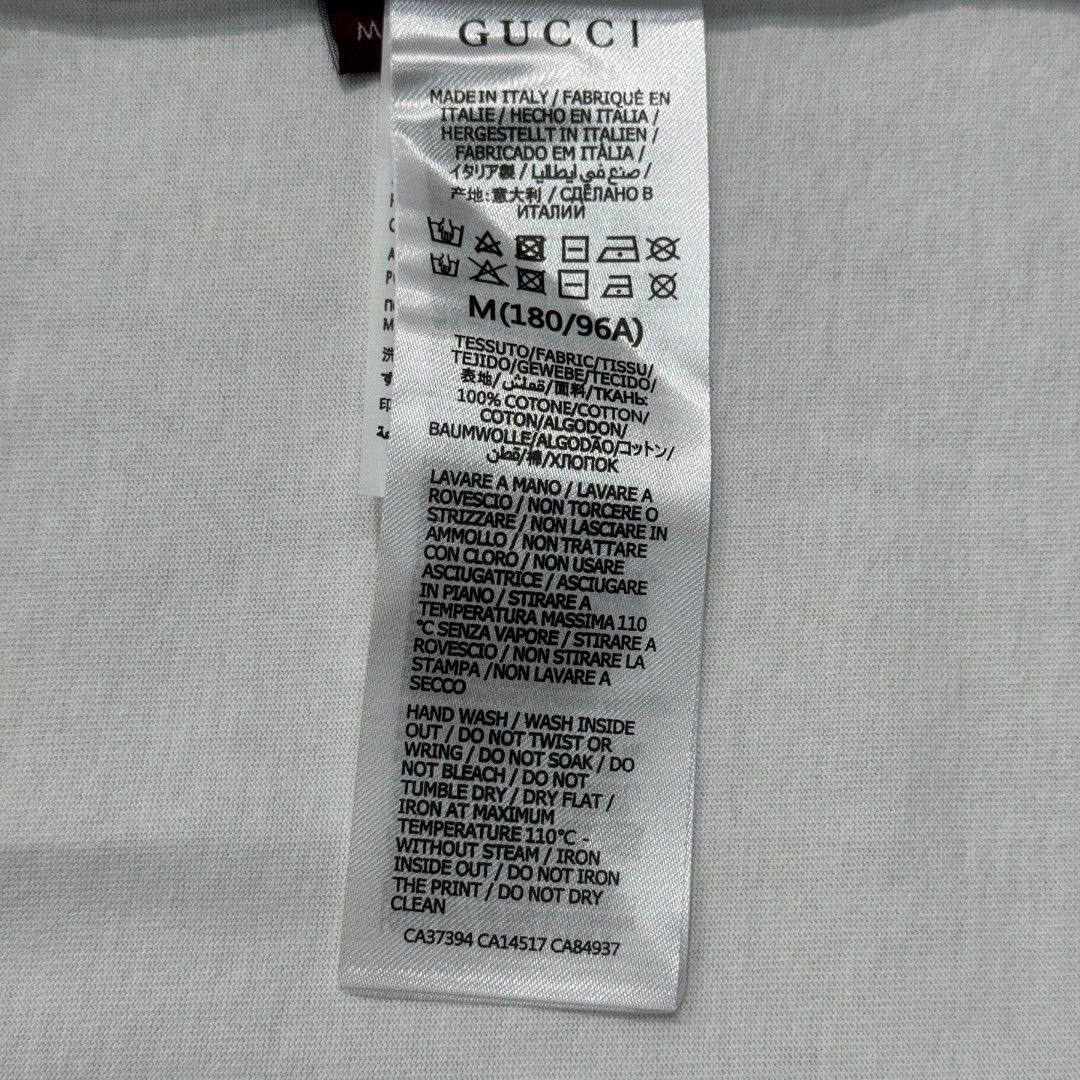 GUCCI
MADE IN ITALY / FABRIQUÉ EN
ITALIE / HECHO EN ITALIA /
HERGESTELLT IN ITALIEN /
FABRICADO EM ITÁLIA /
イタリア製 / صنع في ايطاليا /
产地:意大利 / СДЕЛАНО В
ИТАЛИИ
M(180/96A)
TESSUTO/FABRIC/TISSU/
TEJIDO/GEWEBE/TECIDO/
表地/قماش/面料/ТКАНЬ
100% COTONE/COTTON/
COTON/ALGODON/
BAUMWOLLE/ALGODÃO/コットン/
قطن/棉/ХЛОПОК
LAVARE A MANO / LAVARE A
ROVESCIO / NON TORCERE O
STRIZZARE / NON LASCIARE IN
AMMOLLO / NON TRATTARE
CON CLORO / NON USARE
ASCIUGATRICE / ASCIUGARE
IN PIANO / STIRARE A
TEMPERATURA MASSIMA 110
°C SENZA VAPORE / STIRARE A
ROVESCIO / NON STIRARE LA
STAMPA /NON LAVARE A
SECCO
HAND WASH / WASH INSIDE
OUT / DO NOT TWIST OR
WRING / DO NOT SOAK / DO
NOT BLEACH / DO NOT
TUMBLE DRY / DRY FLAT /
IRON AT MAXIMUM
TEMPERATURE 110°C -
WITHOUT STEAM / IRON
INSIDE OUT / DO NOT IRON
THE PRINT / DO NOT DRY
CLEAN
CA37394 CA14517 CA84937